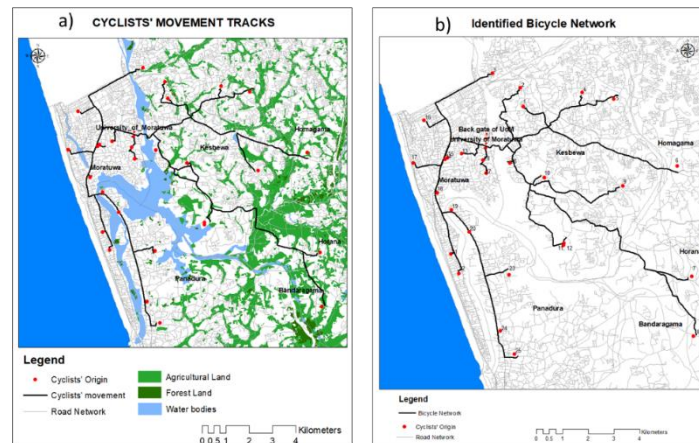 a) CYCLISTS' MOVEMENT TRACKS
University of Moratuwa
Homagama
Kesbewa
Moratuwa
Horana
Panadura
Bandaragama
Legend
Cyclists' Origin
Cyclists' movement
Road Network
Agricultural Land
Forest Land
Water bodies
Kilometers
0 0.5 1 2 3 4
b) Identified Bicycle Network
Back gate of UoM
University of Moratuwa
Homagama
Kesbewa
Moratuwa
Horan
Panadura
Bandaragama
Legend
Bicycle Network
Cyclists' Origin
Road Network
Kilometers
0 0.5 1 2 3 4